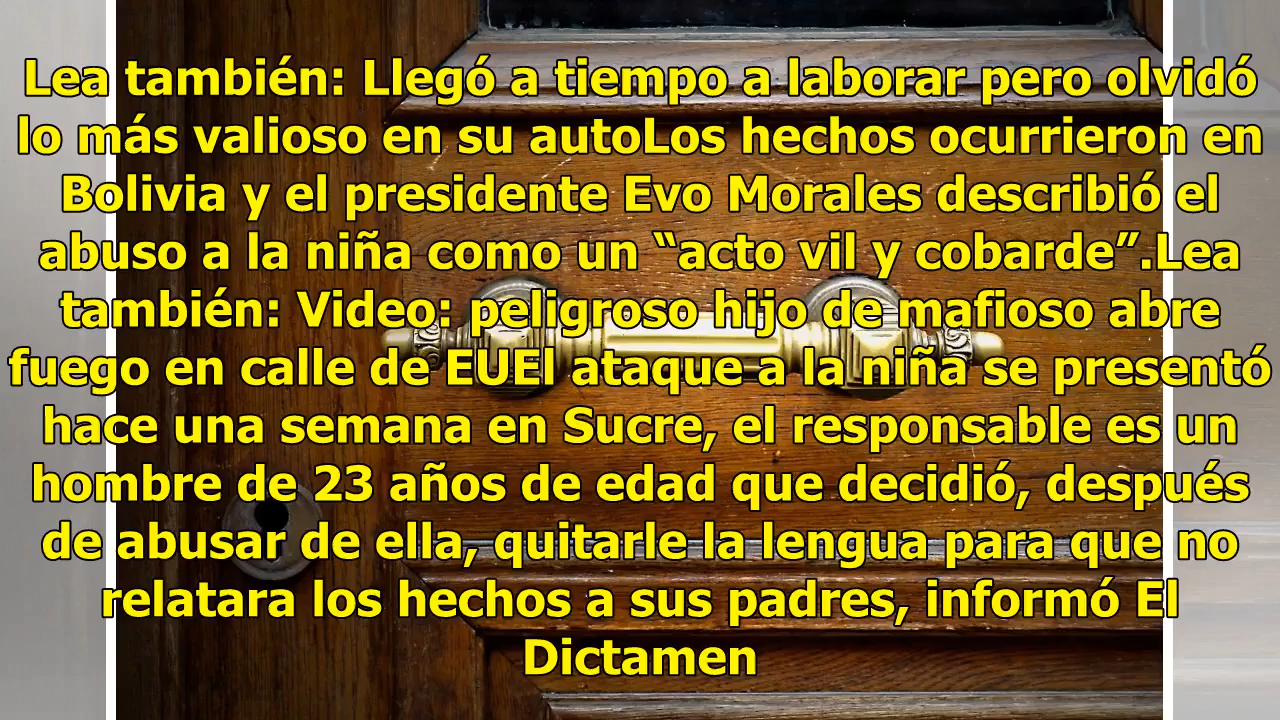 Lea también: Llegó a tiempo a laborar pero olvidó
lo más valioso en su autoLos hechos ocurrieron en
Bolivia y el presidente Evo Morales describió el
abuso a la niña como un “acto vil y cobarde”.Lea
también: Video: peligroso hijo de mafioso abre
fuego en calle de EUEl ataque a la niña se presentó
hace una semana en Sucre, el responsable es un
hombre de 23 años de edad que decidió, después
de abusar de ella, quitarle la lengua para que no
relatara los hechos a sus padres, informó El
Dictamen